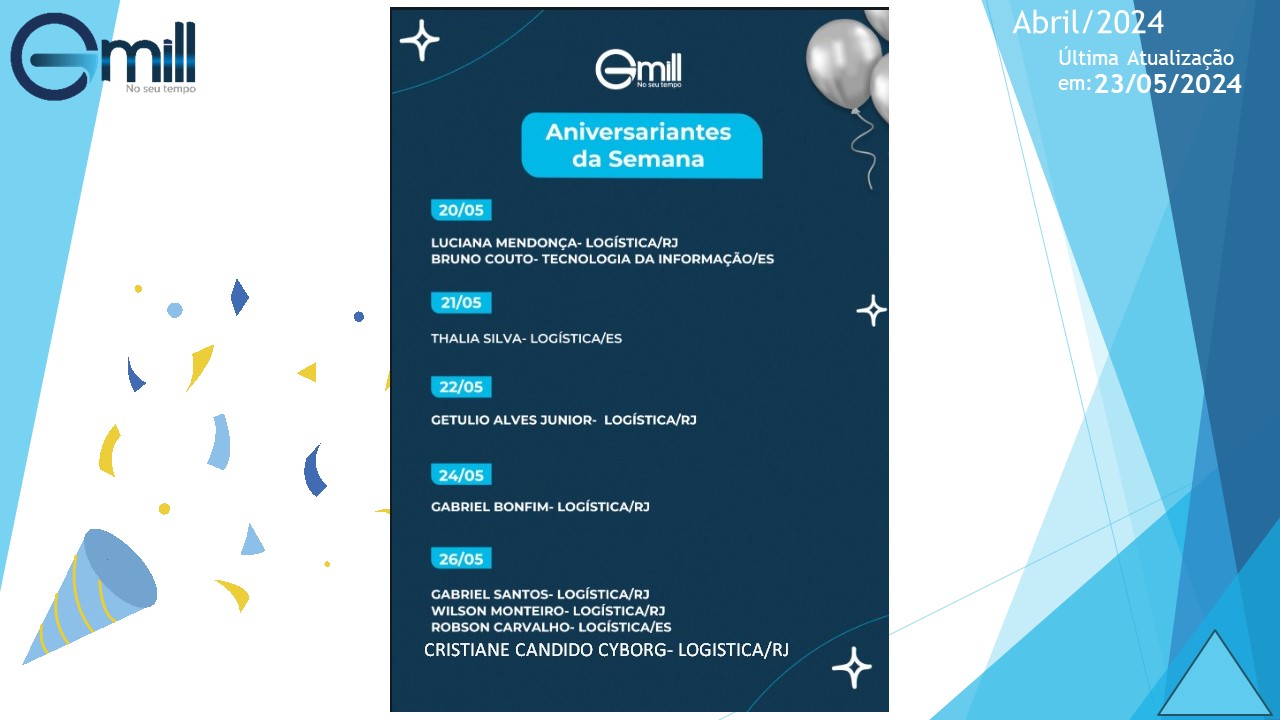 Gmill
No seu tempo
Abril/2024
Última Atualização
em:23/05/2024
Gmill
No seu tempo
Aniversariantes
da Semana
20/05
LUCIANA MENDONÇA- LOGÍSTICA/RJ
BRUNO COUTO- TECNOLOGIA DA INFORMAÇÃO/ES
21/05
THALIA SILVA- LOGÍSTICA/ES
22/05
GETULIO ALVES JUNIOR-  LOGÍSTICA/RJ
24/05
GABRIEL BONFIM- LOGÍSTICA/RJ
26/05
GABRIEL SANTOS- LOGÍSTICA/RJ
WILSON MONTEIRO- LOGÍSTICA/RJ
ROBSON CARVALHO- LOGÍSTICA/ES
CRISTIANE CANDIDO CYBORG- LOGISTICA/RJ